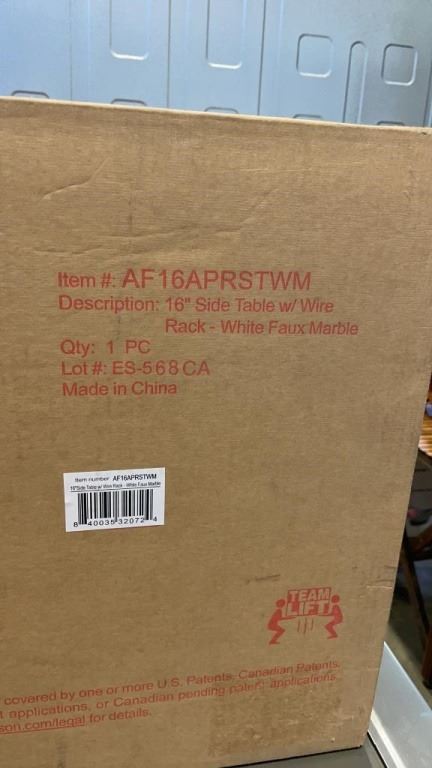 Item #: AF16APRSTWM
Description: 16" Side Table w/ Wire
Rack - White Faux Marble
Qty: 1 PC
Lot #: ES-568CA
Made in China
Item number AF16APRSTWM
16"Side Table w/ Wire Rack - White Faux Marble
8 40035 32072 4
TEAM
LIFT
covered by one or more U.S. Patents, Canadian Patents,
t applications, or Canadian pending patent applications.
son.com/legal for details.